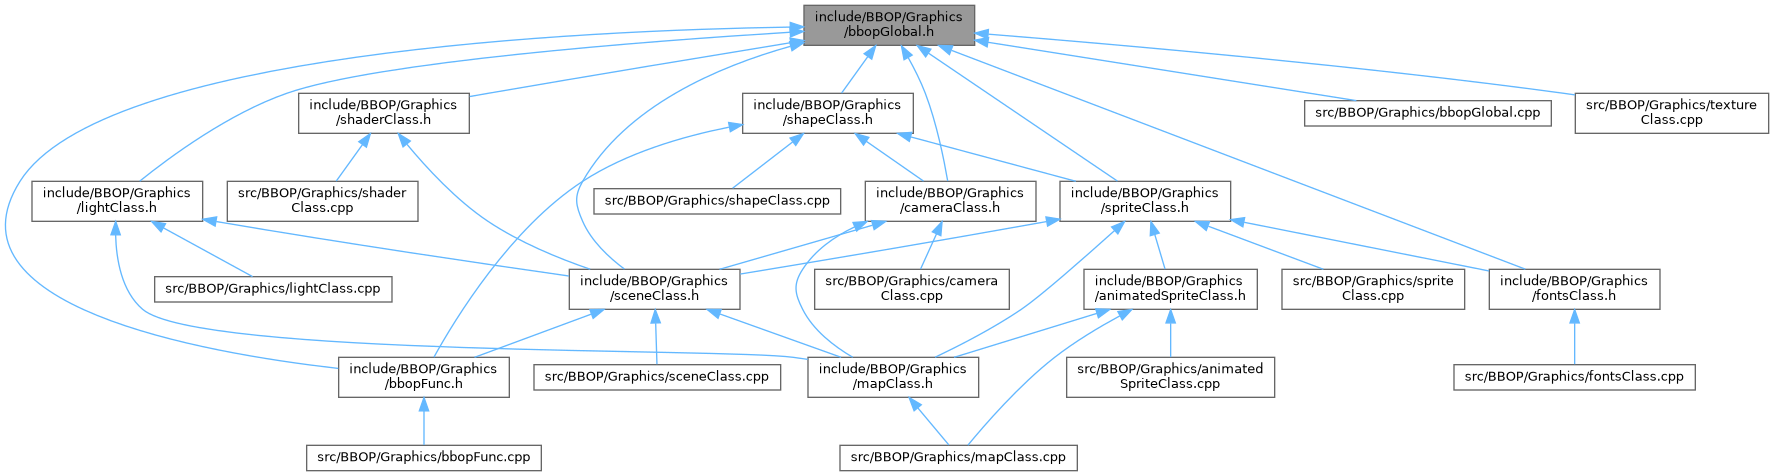 include/BBOP/Graphics
/bbopGlobal.h
include/BBOP/Graphics
/shaderClass.h
include/BBOP/Graphics
/shapeClass.h
src/BBOP/Graphics/bbopGlobal.cpp
src/BBOP/Graphics/texture
Class.cpp
include/BBOP/Graphics
/lightClass.h
src/BBOP/Graphics/shader
Class.cpp
src/BBOP/Graphics/shapeClass.cpp
include/BBOP/Graphics
/cameraClass.h
include/BBOP/Graphics
/spriteClass.h
src/BBOP/Graphics/lightClass.cpp
include/BBOP/Graphics
/sceneClass.h
src/BBOP/Graphics/camera
Class.cpp
include/BBOP/Graphics
/animatedSpriteClass.h
src/BBOP/Graphics/sprite
Class.cpp
include/BBOP/Graphics
/fontsClass.h
include/BBOP/Graphics
/bbopFunc.h
src/BBOP/Graphics/sceneClass.cpp
include/BBOP/Graphics
/mapClass.h
src/BBOP/Graphics/animated
SpriteClass.cpp
src/BBOP/Graphics/fontsClass.cpp
src/BBOP/Graphics/bbopFunc.cpp
src/BBOP/Graphics/mapClass.cpp